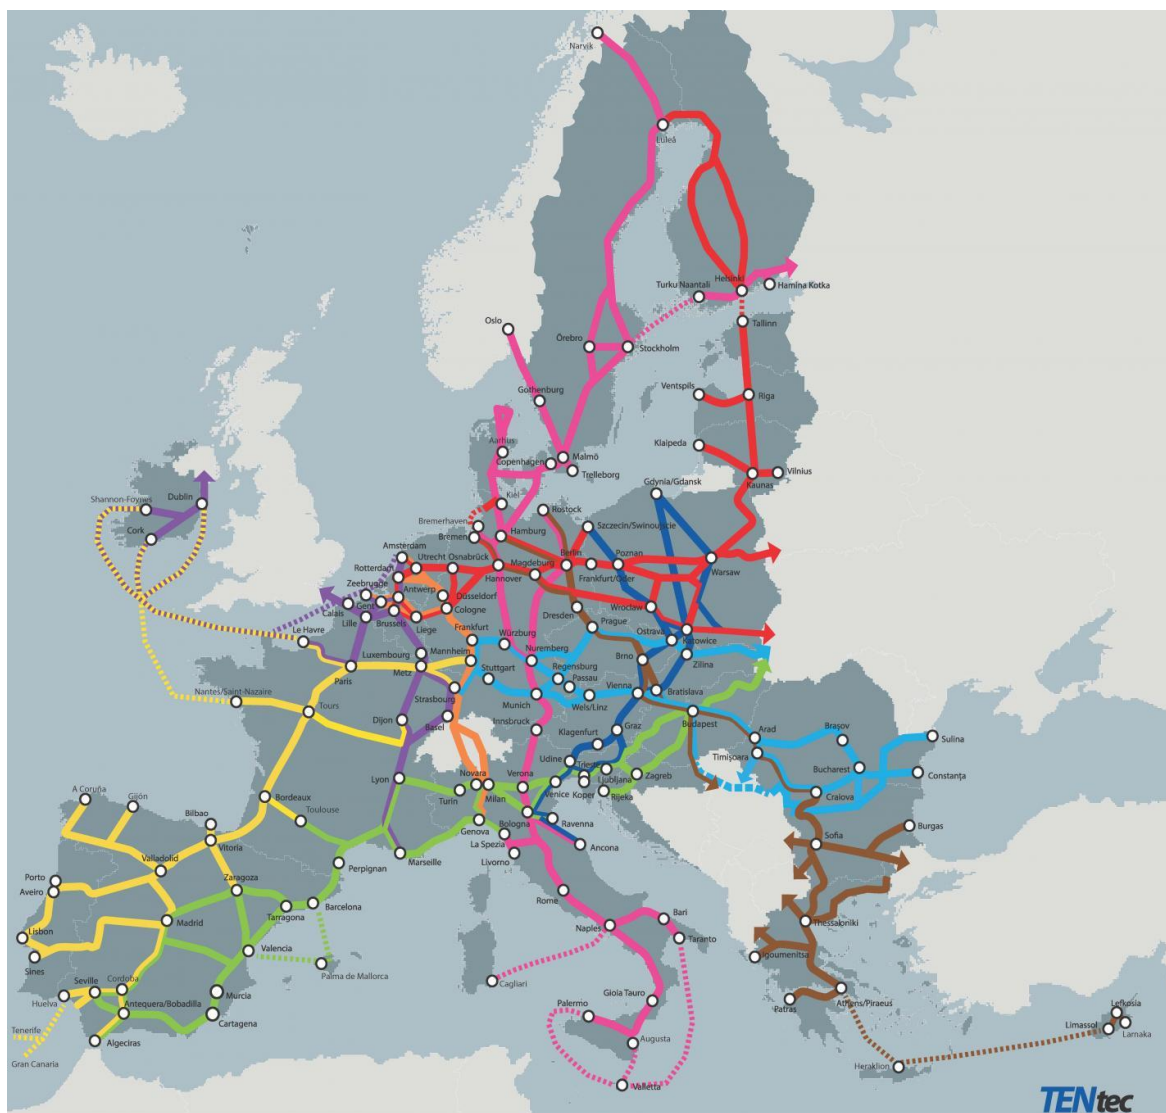 Narvik
Luleå
Helsinki
Turku Naantali
Hamina Kotka
Oslo
Tallinn
Örebro
Stockholm
Gothenburg
Ventspils
Riga
Aarhus
Klaipeda
Copenhagen
Malmö
Trelleborg
Vilnius
Kaunas
Gdynia/Gdansk
Shannon-Foynes
Dublin
Kiel
Rostock
Bremerhaven
Szczecin/Swinoujscie
Cork
Bremen
Hamburg
Amsterdam
Utrecht
Osnabrück
Magdeburg
Berlin
Poznan
Warsaw
Rotterdam
Hannover
Frankfurt/Oder
Zeebrugge
Antwerp
Düsseldorf
Calais
Gent
Cologne
Wroclaw
Dresden
Lille
Brussels
Liege
Prague
Le Havre
Frankfurt
Würzburg
Ostrava
Katowice
Luxembourg
Mannheim
Nuremberg
Brno
Zilina
Paris
Metz
Stuttgart
Regensburg
Passau
Nantes/Saint-Nazaire
Strasbourg
Vienna
Bratislava
Tours
Munich
Wels/Linz
Dijon
Basel
Innsbruck
Klagenfurt
Graz
Budapest
Arad
Braşov
Sulina
Udine
Trieste
Timişoara
Bucharest
Lyon
Novara
Verona
Ljubljana
Zagreb
Constanţa
A Coruña
Gijón
Bordeaux
Turin
Milan
Venice
Koper
Rijeka
Craiova
Bilbao
Toulouse
Genova
Bologna
Ravenna
Burgas
Vitoria
La Spezia
Sofia
Valladolid
Perpignan
Marseille
Livorno
Ancona
Porto
Zaragoza
Aveiro
Rome
Barcelona
Tarragona
Madrid
Bari
Thessaloniki
Lisbon
Naples
Taranto
Valencia
Sines
Igoumenitsa
Palma de Mallorca
Cagliari
Seville
Cordoba
Huelva
Murcia
Gioia Tauro
Athens/Piraeus
Antequera/Bobadilla
Palermo
Patras
Lefkosia
Tenerife
Cartagena
Limassol
Larnaka
Algeciras
Augusta
Gran Canaria
Heraklion
Valletta
TENtec